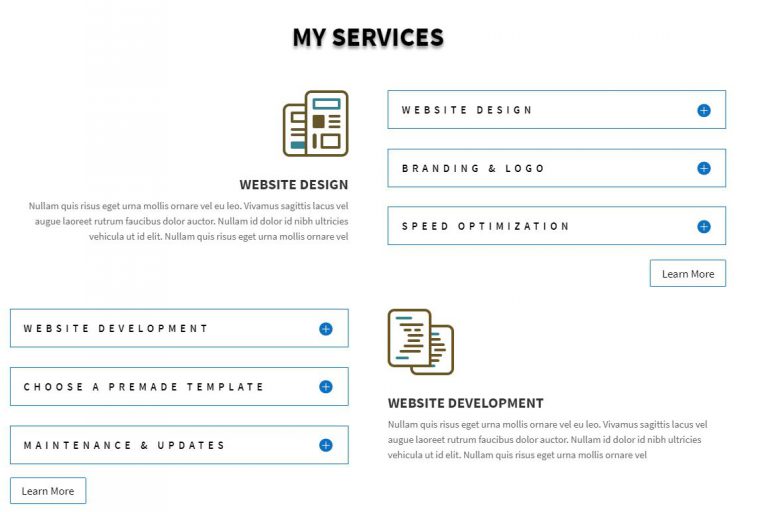 MY SERVICES
WEBSITE DESIGN
Nullam quis risus eget urna mollis ornare vel eu leo. Vivamus sagittis lacus vel
augue laoreet rutrum faucibus dolor auctor. Nullam id dolor id nibh ultricies
vehicula ut id elit. Nullam quis risus eget urna mollis ornare vel
WEBSITE DESIGN
BRANDING & LOGO
SPEED OPTIMIZATION
Learn More
WEBSITE DEVELOPMENT
CHOOSE A PREMADE TEMPLATE
MAINTENANCE & UPDATES
Learn More
WEBSITE DEVELOPMENT
Nullam quis risus eget urna mollis ornare vel eu leo. Vivamus sagittis lacus vel
augue laoreet rutrum faucibus dolor auctor. Nullam id dolor id nibh ultricies
vehicula ut id elit. Nullam quis risus eget urna mollis ornare vel